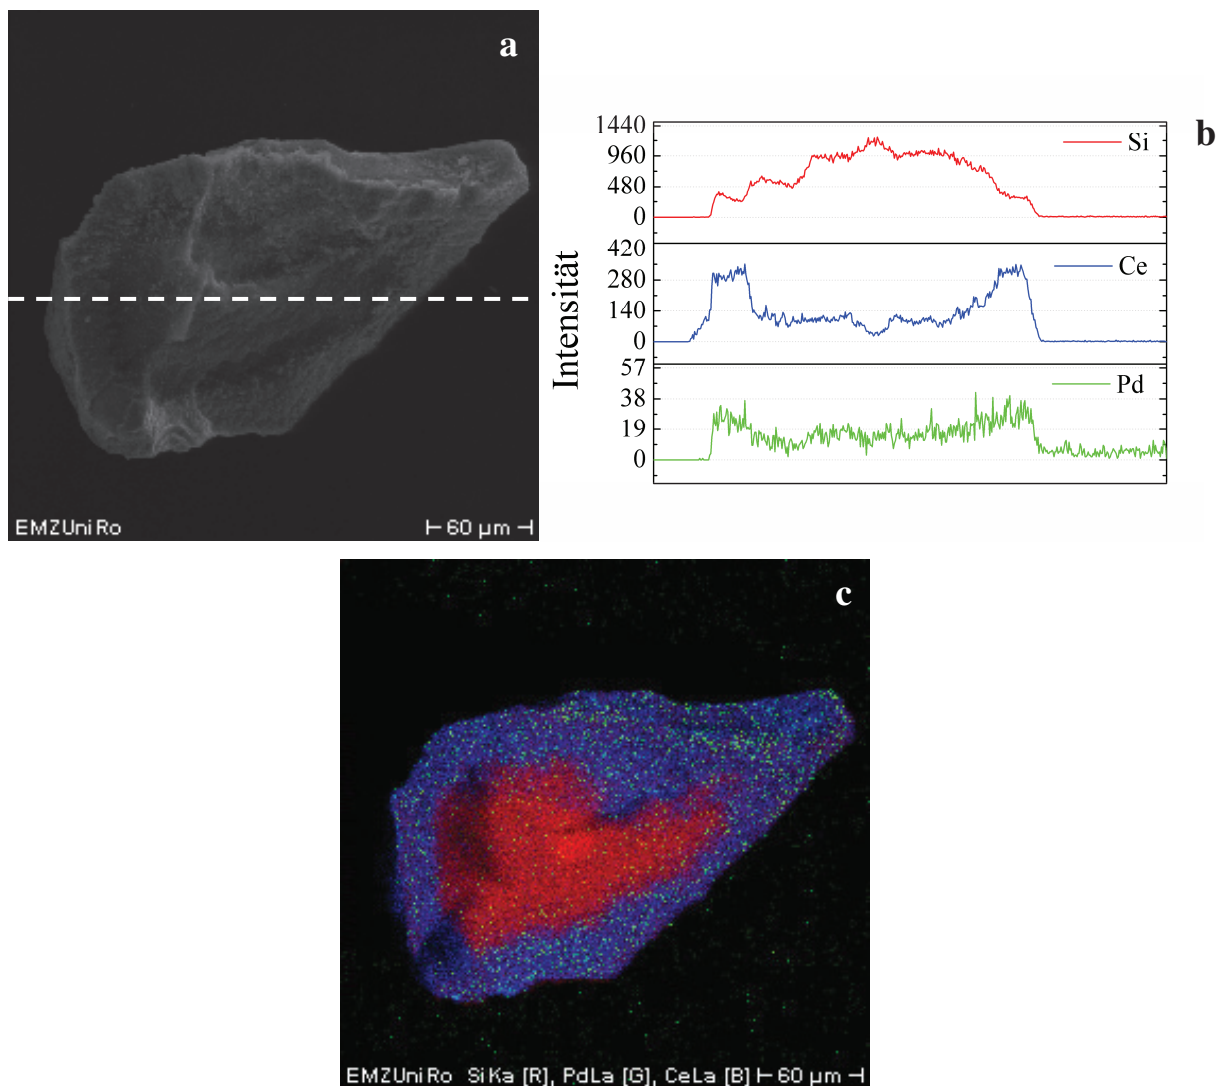 a
EMZUniRo
60 µm
b
Intensität
1440
960
480
0
Si
420
280
140
0
Ce
57
38
19
0
Pd
c
EMZUniRo SiKa [R], PdLa [G], CeLa [B] 60 µm